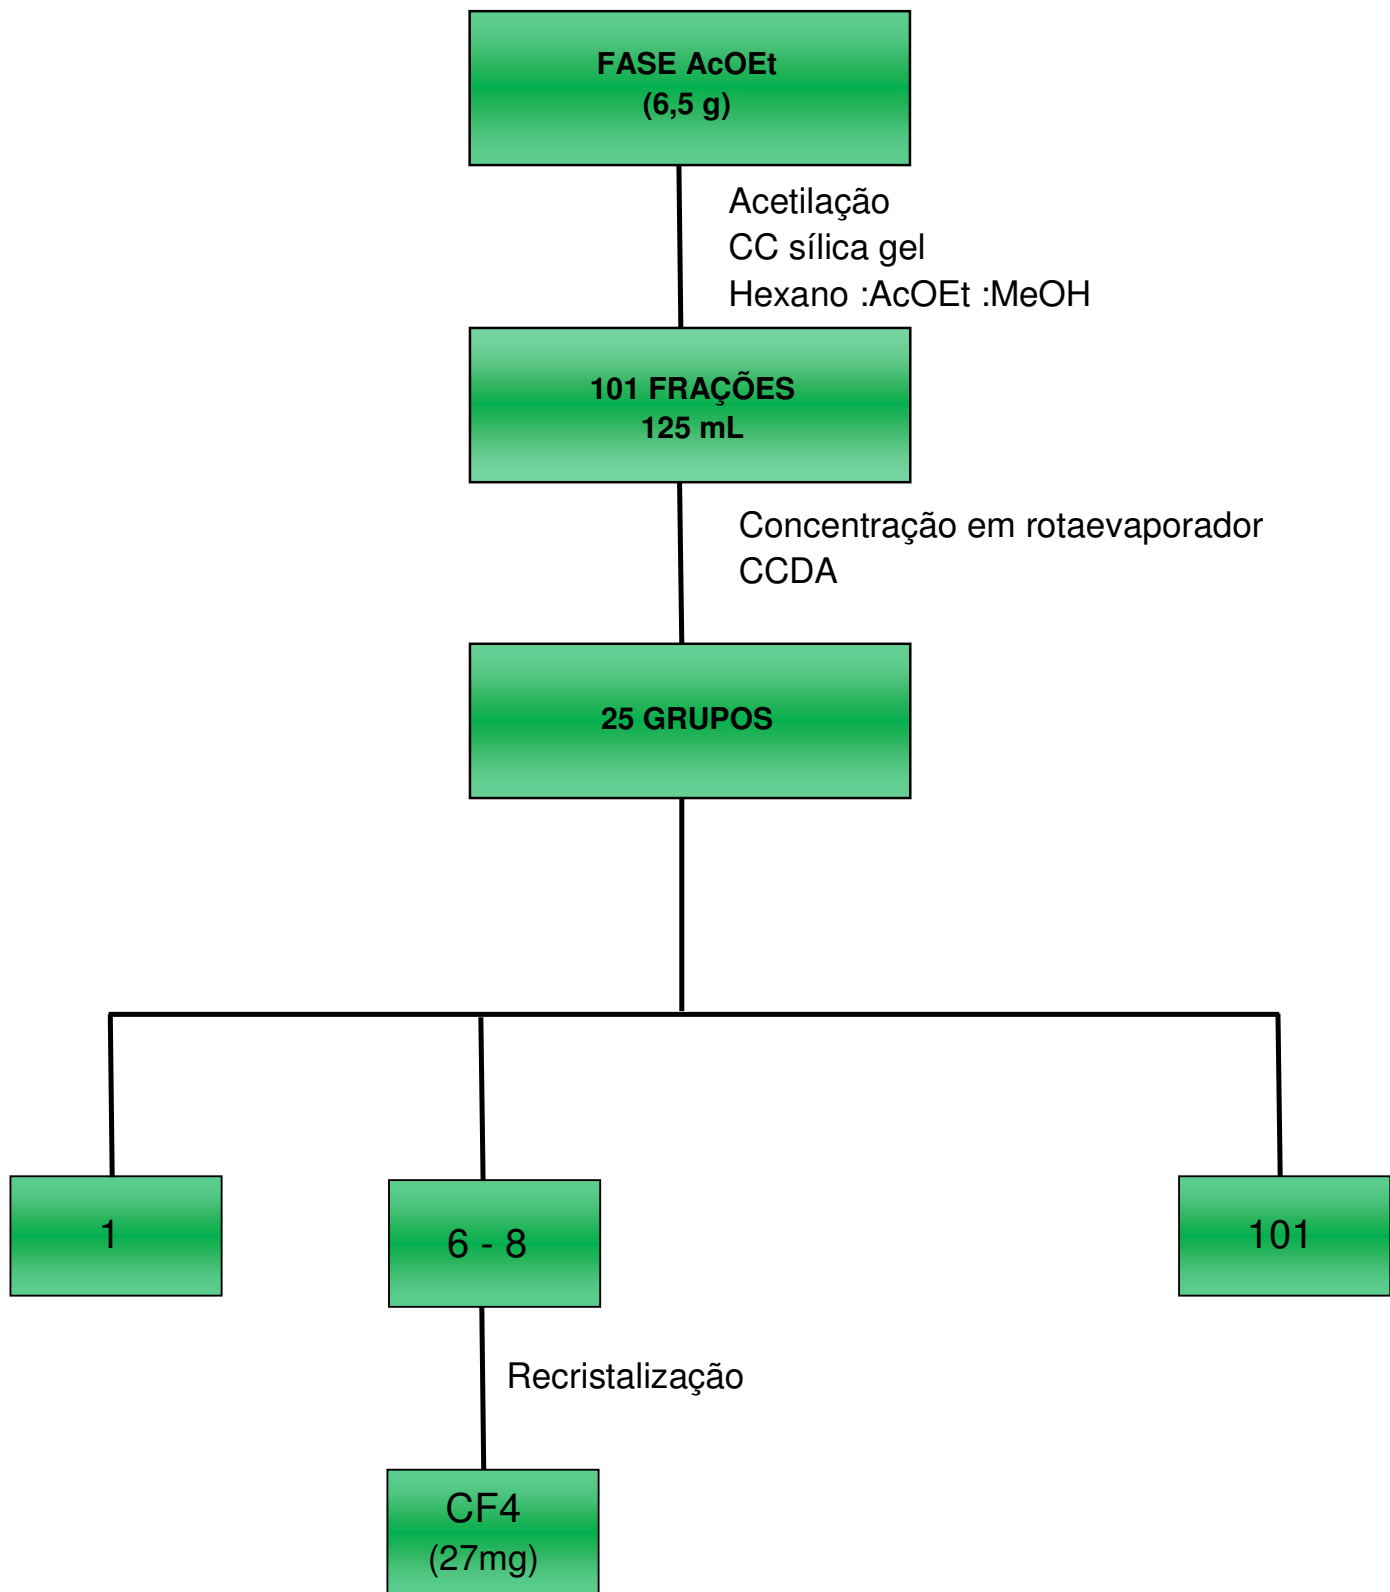 FASE AcOEt
(6,5 g)
Acetilação
CC sílica gel
Hexano :AcOEt :MeOH
101 FRAÇÕES
125 mL
Concentração em rotaevaporador
CCDA
25 GRUPOS
1
6 - 8
101
Recristalização
CF4
(27mg)